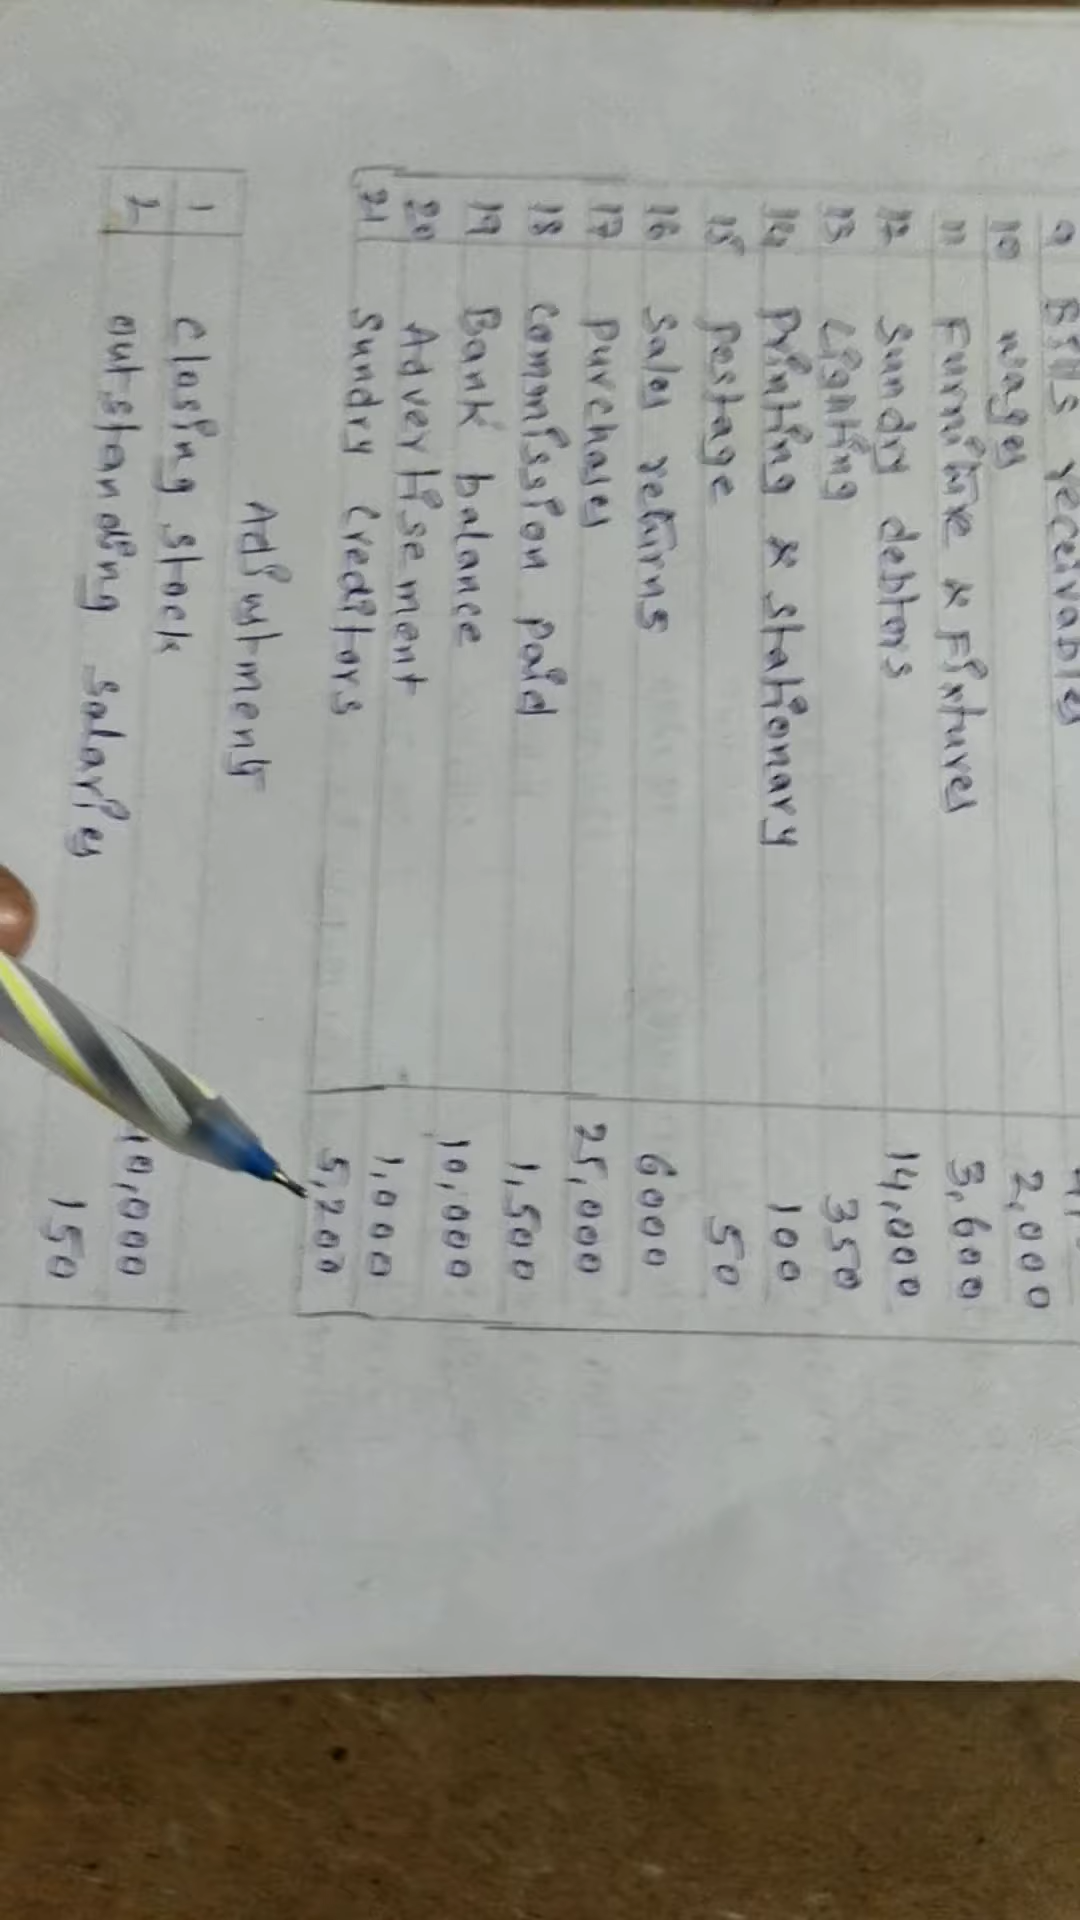 9 Bills receivables
10 wages 2,000
11 Furniture & Fixtures 3,600
12 Sundry debtors 14,000
13 Lighting 350
14 Printing & stationary 100
15 Postage 50
16 Sales returns 6000
17 Purchases 25,000
18 Commission paid 1,500
19 Bank balance 10,000
20 Advertisement 1,000
21 Sundry Creditors 5,200
Adjustments
1 Closing stock 10,000
2 outstanding salaries 150